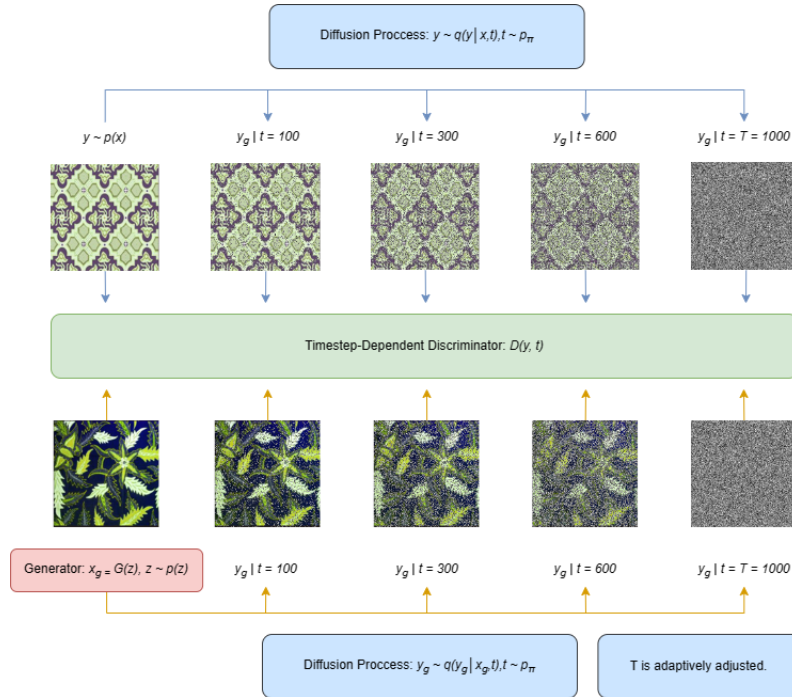 Diffusion Proccess: y ~ q(y | x,t),t ~ pπ
y ~ p(x)
yg | t = 100
yg | t = 300
yg | t = 600
yg | t = T = 1000
Timestep-Dependent Discriminator: D(y, t)
Generator: xg = G(z), z ~ p(z)
yg | t = 100
yg | t = 300
yg | t = 600
yg | t = T = 1000
Diffusion Proccess: yg ~ q(yg | xg,t),t ~ pπ
T is adaptively adjusted.